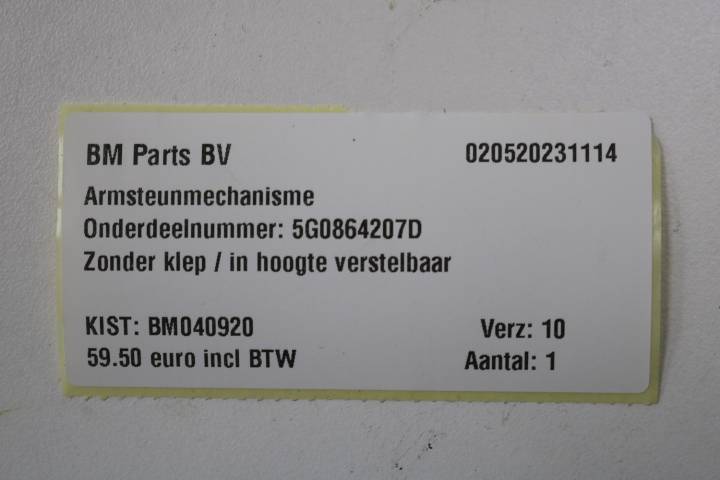 BM Parts BV 020520231114
Armsteunmechanisme
Onderdeelnummer: 5G0864207D
Zonder klep / in hoogte verstelbaar
KIST: BM040920 Verz: 10
59.50 euro incl BTW Aantal: 1